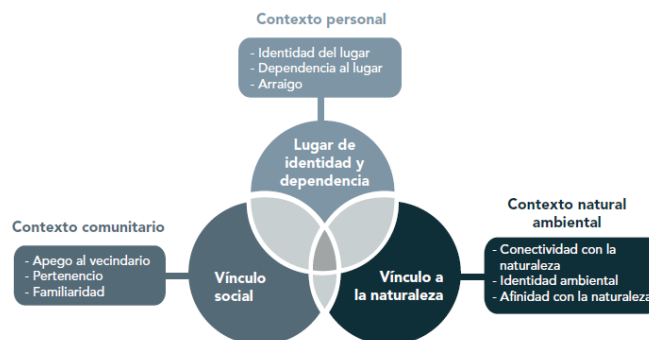 Contexto personal
- Identidad del lugar
- Dependencia al lugar
- Arraigo
Lugar de
identidad y
dependencia
Contexto comunitario
- Apego al vecindario
- Pertenencio
- Familiaridad
Vínculo
social
Vínculo a
la naturaleza
Contexto natural
ambiental
- Conectividad con la
naturaleza
- Identidad ambiental
- Afinidad con la naturaleza